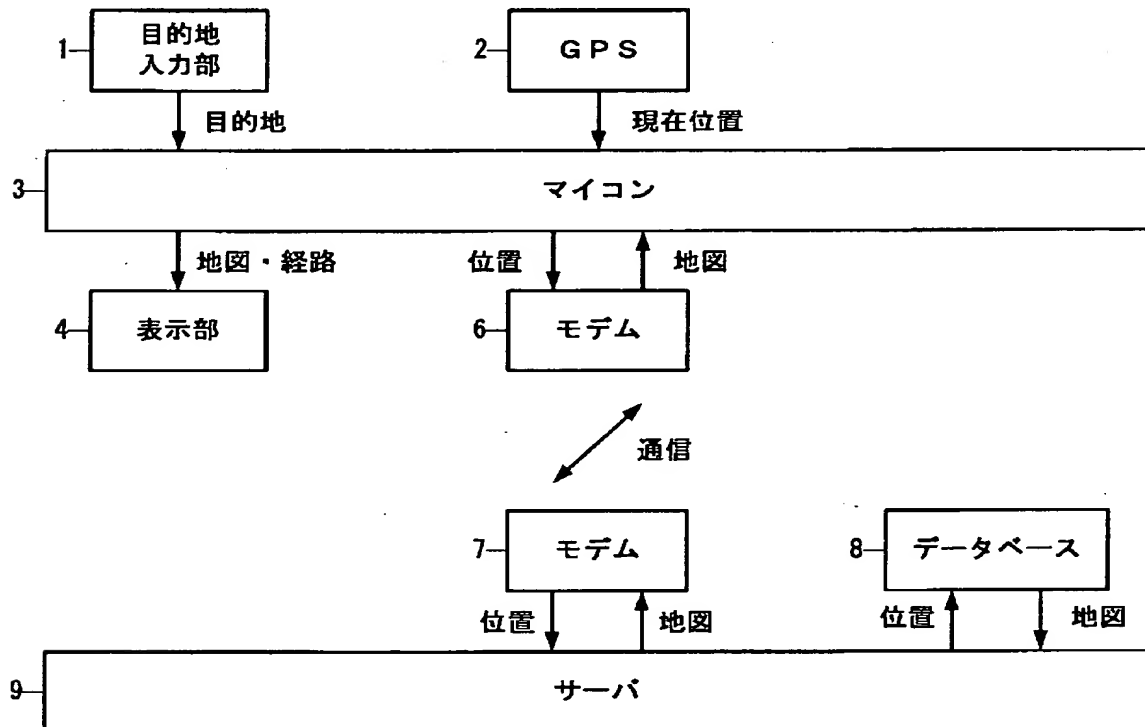 1 目的地 2 GPS
入力部
目的地 現在位置
3 マイコン
地図・経路 位置 地図
4 表示部 6 モデム
通信
7 モデム 8 データベース
位置 地図 位置 地図
9 サーバ